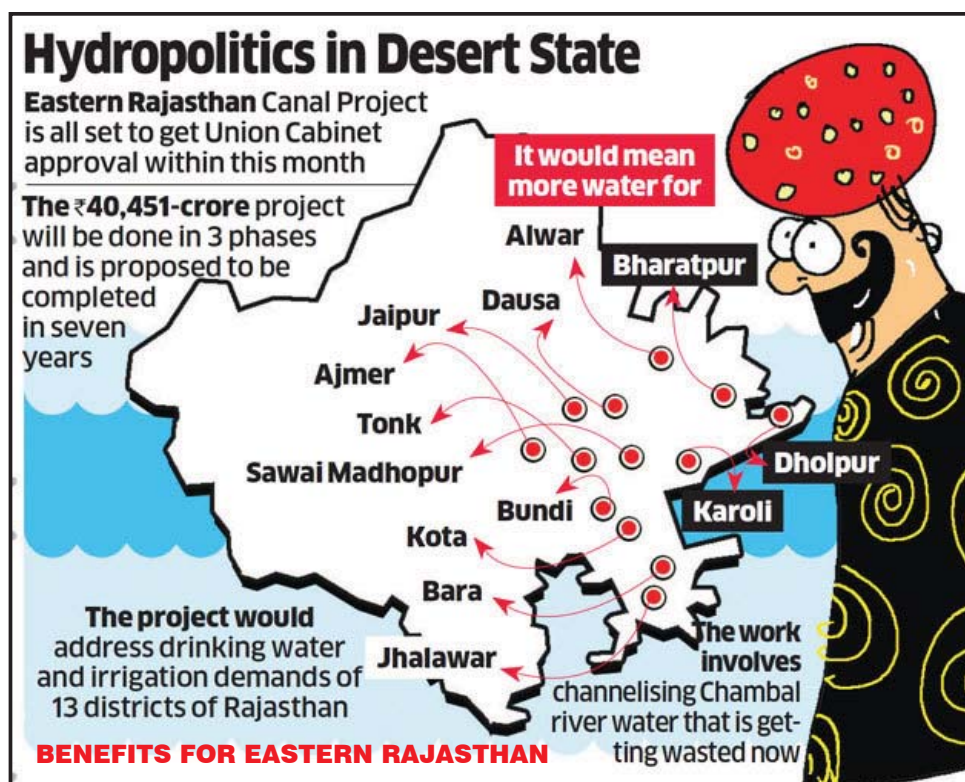 Hydropolitics in Desert State
Eastern Rajasthan Canal Project
is all set to get Union Cabinet
approval within this month
The ₹40,451-crore project
will be done in 3 phases
and is proposed to be
completed
in seven
years
It would mean
more water for
Alwar
Bharatpur
Dausa
Jaipur
Ajmer
Tonk
Sawai Madhopur
Dholpur
Karoli
Bundi
Kota
Bara
Jhalawar
The project would
address drinking water
and irrigation demands of
13 districts of Rajasthan
The work
involves
channelising Chambal
river water that is get-
ting wasted now
BENEFITS FOR EASTERN RAJASTHAN